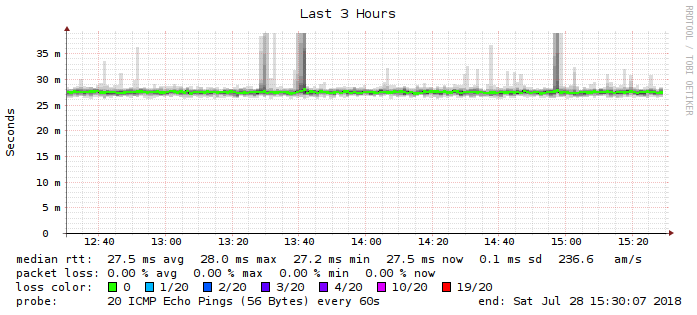 Last 3 Hours
RRDTOOL / TOBI OETIKER
Seconds
35 m
30 m
25 m
20 m
15 m
10 m
5 m
0
12:40 13:00 13:20 13:40 14:00 14:20 14:40 15:00 15:20
median rtt: 27.5 ms avg 28.0 ms max 27.2 ms min 27.5 ms now 0.1 ms sd 236.6 am/s
packet loss: 0.00 % avg 0.00 % max 0.00 % min 0.00 % now
loss color: 0 1/20 2/20 3/20 4/20 10/20 19/20
probe: 20 ICMP Echo Pings (56 Bytes) every 60s end: Sat Jul 28 15:30:07 2018